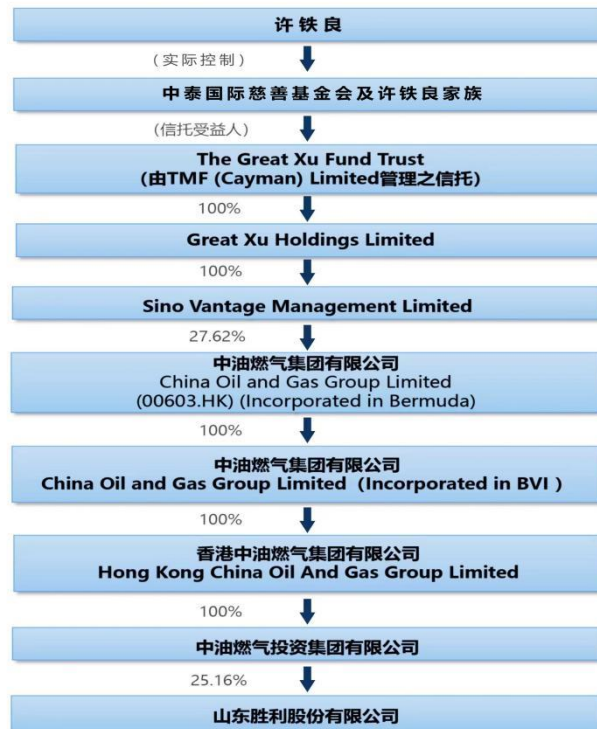 许铁良
(实际控制)
中泰国际慈善基金会及许铁良家族
(信托受益人)
The Great Xu Fund Trust
(由TMF (Cayman) Limited管理之信托)
100%
Great Xu Holdings Limited
100%
Sino Vantage Management Limited
27.62%
中油燃气集团有限公司
China Oil and Gas Group Limited
(00603.HK) (Incorporated in Bermuda)
100%
中油燃气集团有限公司
China Oil and Gas Group Limited（Incorporated in BVI）
100%
香港中油燃气集团有限公司
Hong Kong China Oil And Gas Group Limited
100%
中油燃气投资集团有限公司
25.16%
山东胜利股份有限公司